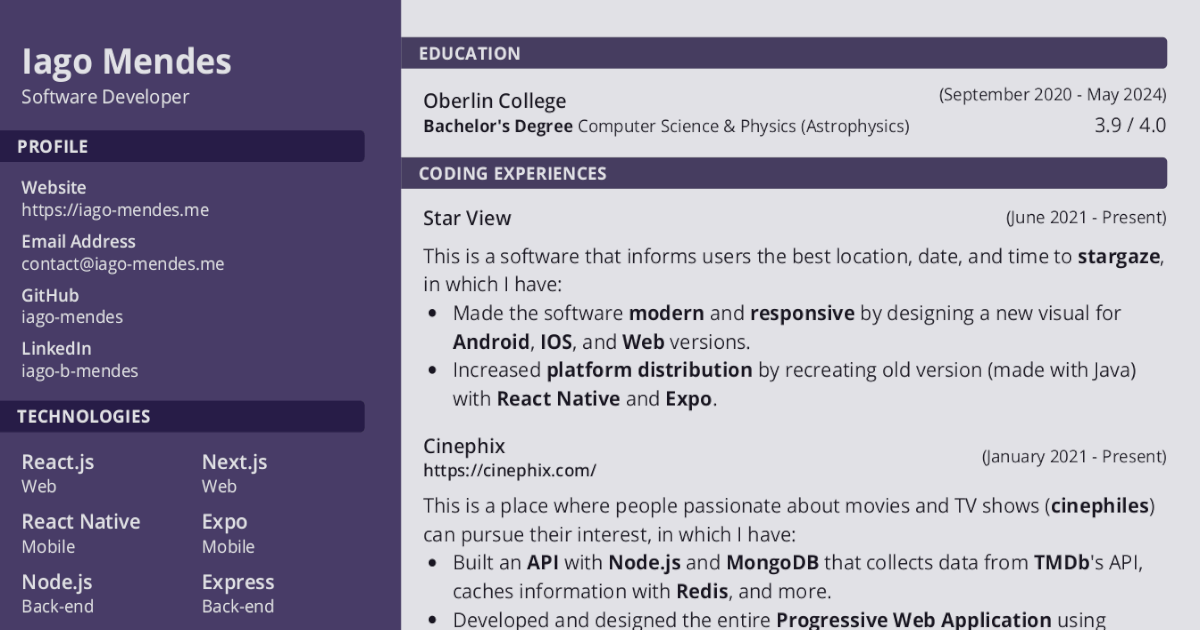 Iago Mendes
Software Developer
PROFILE
Website
https://iago-mendes.me
Email Address
contact@iago-mendes.me
GitHub
iago-mendes
LinkedIn
iago-b-mendes
TECHNOLOGIES
React.js Next.js
Web Web
React Native Expo
Mobile Mobile
Node.js Express
Back-end Back-end
EDUCATION
Oberlin College (September 2020 - May 2024)
Bachelor's Degree Computer Science & Physics (Astrophysics) 3.9 / 4.0
CODING EXPERIENCES
Star View (June 2021 - Present)
This is a software that informs users the best location, date, and time to stargaze,
in which I have:
• Made the software modern and responsive by designing a new visual for
Android, IOS, and Web versions.
• Increased platform distribution by recreating old version (made with Java)
with React Native and Expo.
Cinephix (January 2021 - Present)
https://cinephix.com/
This is a place where people passionate about movies and TV shows (cinephiles)
can pursue their interest, in which I have:
• Built an API with Node.js and MongoDB that collects data from TMDb's API,
caches information with Redis, and more.
• Developed and designed the entire Progressive Web Application using